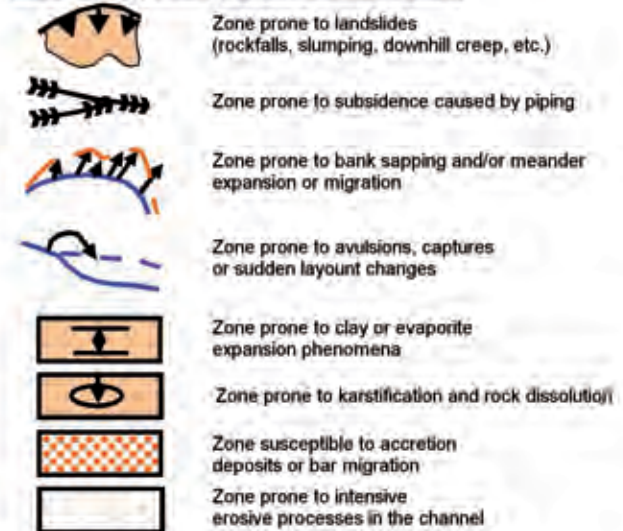 Zone prone to landslides
(rockfalls, slumping, downhill creep, etc.)
Zone prone to subsidence caused by piping
Zone prone to bank sapping and/or meander
expansion or migration
Zone prone to avulsions, captures
or sudden layount changes
Zone prone to clay or evaporite
expansion phenomena
Zone prone to karstification and rock dissolution
Zone susceptible to accretion
deposits or bar migration
Zone prone to intensive
erosive processes in the channel